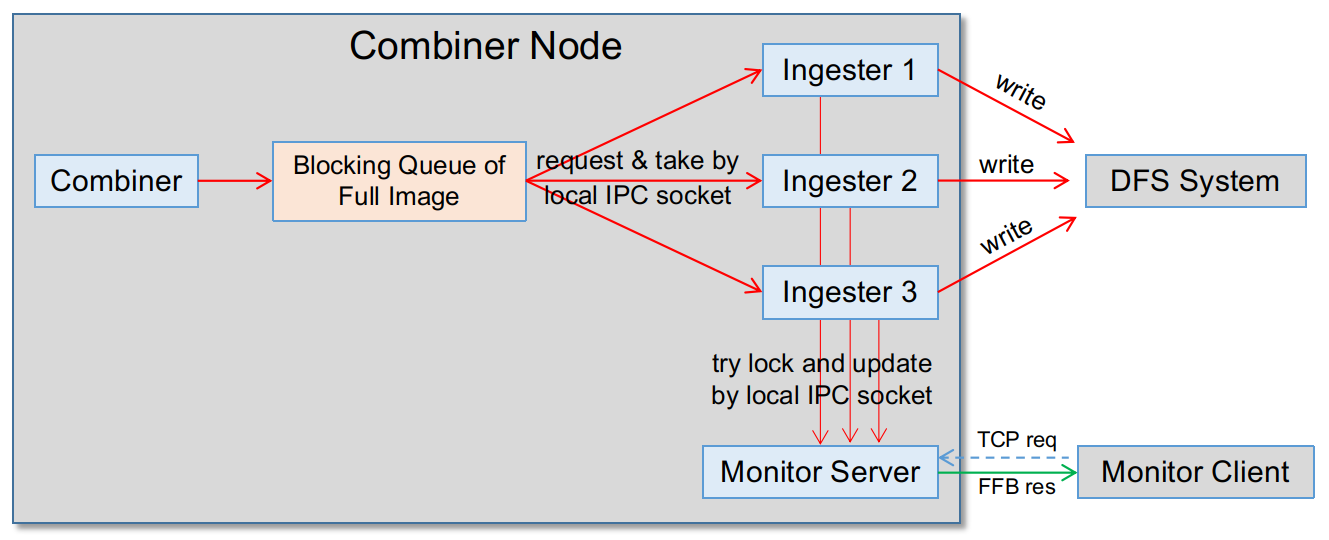 Combiner Node
Combiner
Blocking Queue of
Full Image
request & take by
local IPC socket
Ingester 1
Ingester 2
Ingester 3
write
write
write
DFS System
try lock and update
by local IPC socket
Monitor Server
TCP req
FFB res
Monitor Client